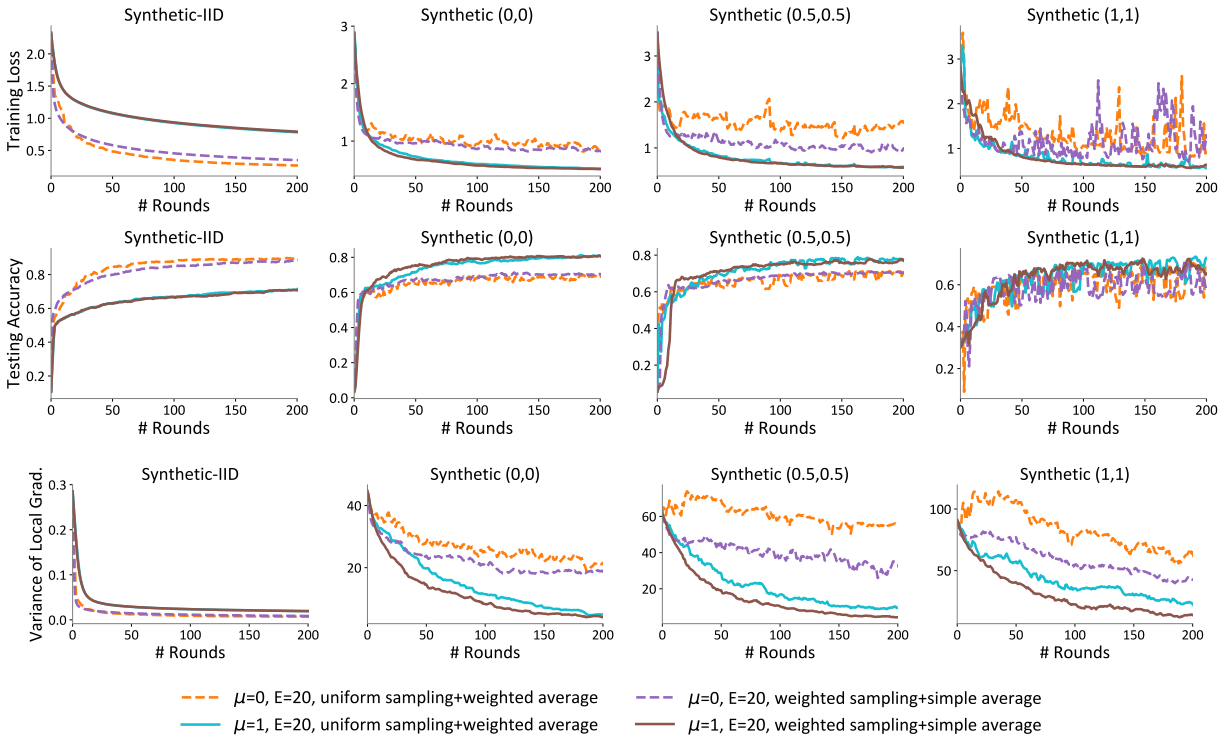 Synthetic-IID Synthetic (0,0) Synthetic (0.5,0.5) Synthetic (1,1)
Training Loss
2.0
1.5
1.0
0.5
0 50 100 150 200
# Rounds
3
2
1
0 50 100 150 200
# Rounds
3
2
1
0 50 100 150 200
# Rounds
3
2
1
0 50 100 150 200
# Rounds
Synthetic-IID Synthetic (0,0) Synthetic (0.5,0.5) Synthetic (1,1)
Testing Accuracy
0.8
0.6
0.4
0.2
0 50 100 150 200
# Rounds
0.8
0.6
0.4
0.2
0.0
0 50 100 150 200
# Rounds
0.8
0.6
0.4
0.2
0 50 100 150 200
# Rounds
0.6
0.4
0.2
0 50 100 150 200
# Rounds
Synthetic-IID Synthetic (0,0) Synthetic (0.5,0.5) Synthetic (1,1)
Variance of Local Grad.
0.3
0.2
0.1
0.0
0 50 100 150 200
# Rounds
40
20
0 50 100 150 200
# Rounds
60
40
20
0 50 100 150 200
# Rounds
100
50
0 50 100 150 200
# Rounds
μ=0, E=20, uniform sampling+weighted average
μ=1, E=20, uniform sampling+weighted average
μ=0, E=20, weighted sampling+simple average
μ=1, E=20, weighted sampling+simple average